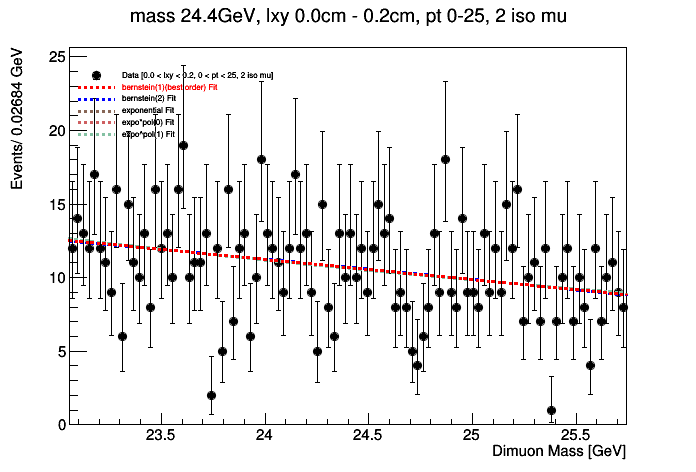 mass 24.4GeV, lxy 0.0cm - 0.2cm, pt 0-25, 2 iso mu
Events/ 0.02684 GeV
25
20
15
10
5
0
Data [0.0 < lxy < 0.2, 0 < pt < 25, 2 iso mu]
bernstein(1)(best order) Fit
bernstein(2) Fit
exponential Fit
expo*pol(0) Fit
expo*pol(1) Fit
23.5 24 24.5 25 25.5
Dimuon Mass [GeV]